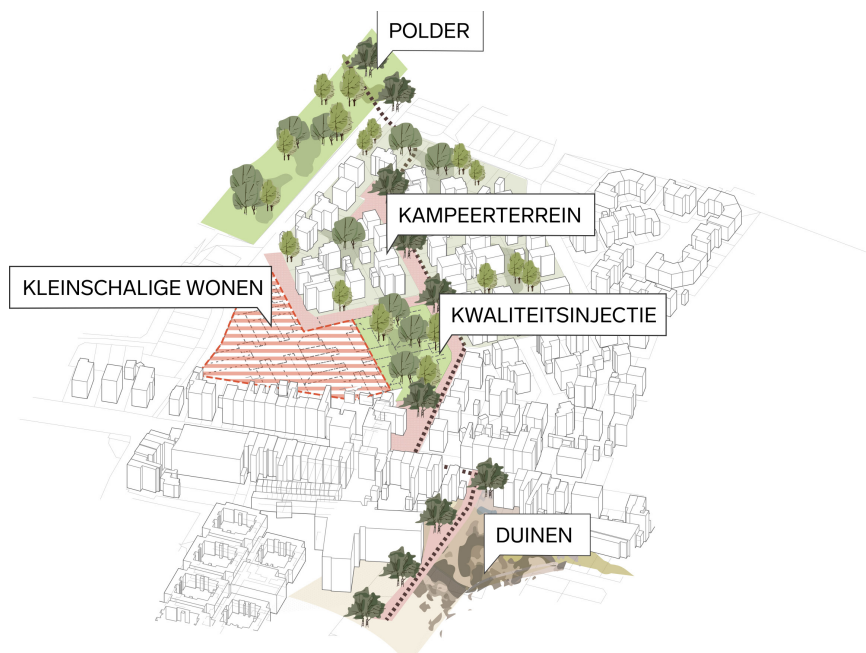 POLDER
KAMPEERTERREIN
KLEINSCHALIGE WONEN
KWALITEITSINJECTIE
DUINEN